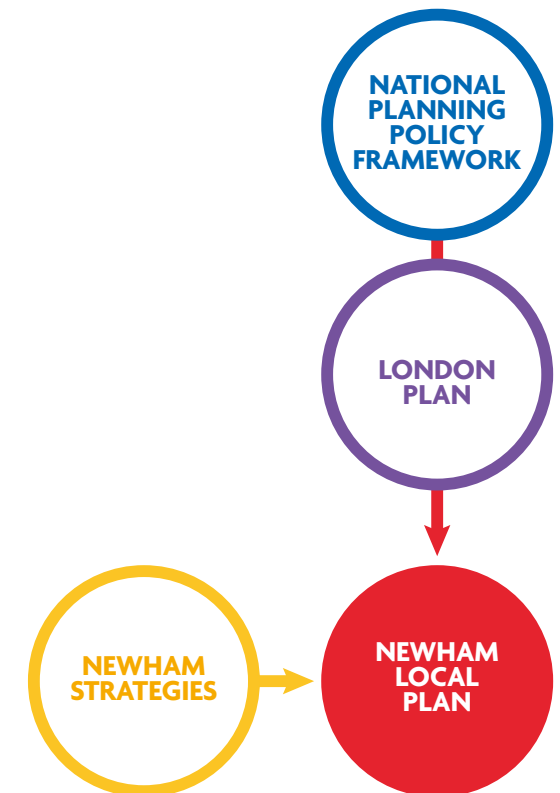 NATIONAL
PLANNING
POLICY
FRAMEWORK
LONDON
PLAN
NEWHAM
STRATEGIES
NEWHAM
LOCAL
PLAN